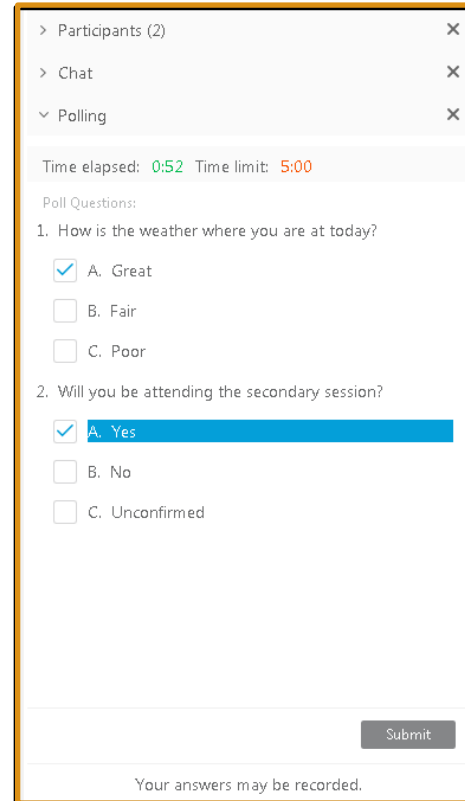 Participants (2)
Chat
Polling
Time elapsed: 0:52 Time limit: 5:00
Poll Questions:
1. How is the weather where you are at today?
A. Great
B. Fair
C. Poor
2. Will you be attending the secondary session?
A. Yes
B. No
C. Unconfirmed
Submit
Your answers may be recorded.